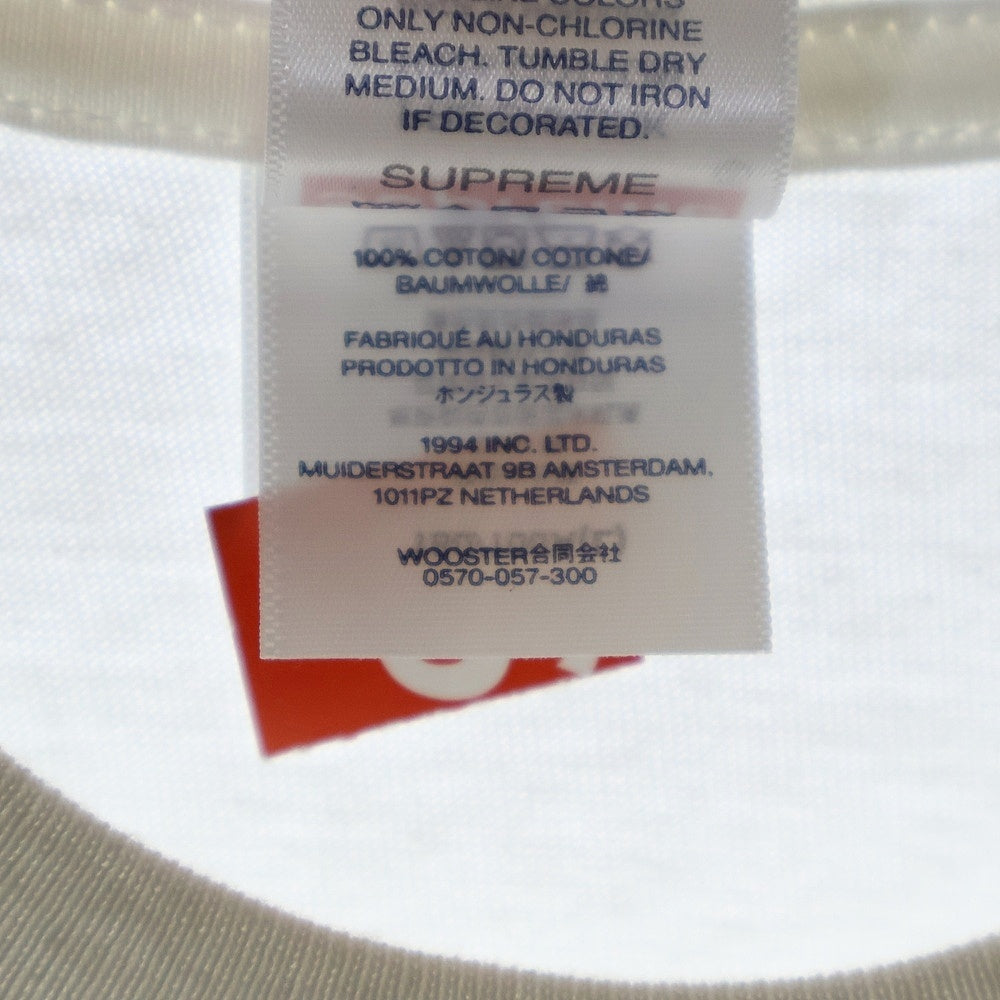 ONLY NON-CHLORINE
BLEACH. TUMBLE DRY
MEDIUM. DO NOT IRON
IF DECORATED.
SUPREME
100% COTON/ COTONE/
BAUMWOLLE/ 綿
FABRIQUÉ AU HONDURAS
PRODOTTO IN HONDURAS
ホンジュラス製
1994 INC. LTD.
MUIDERSTRAAT 9B AMSTERDAM.
1011PZ NETHERLANDS
WOOSTER合同会社
0570-057-300